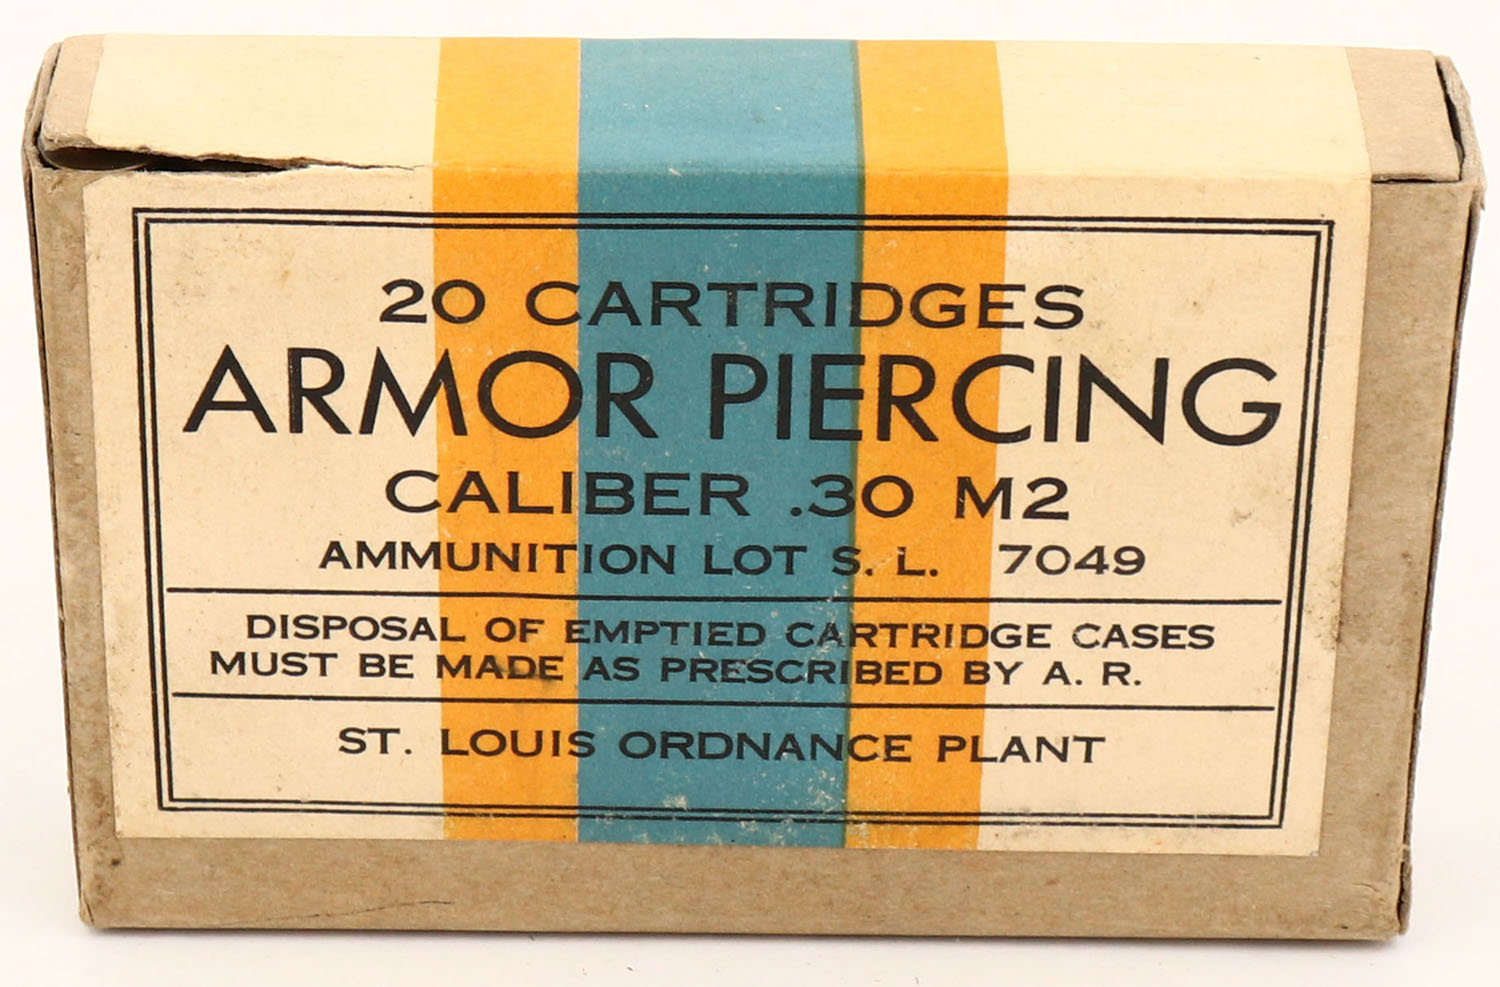 20 CARTRIDGES
ARMOR PIERCING
CALIBER .30 M2
AMMUNITION LOT S. L. 7049
DISPOSAL OF EMPTIED CARTRIDGE CASES
MUST BE MADE AS PRESCRIBED BY A. R.
ST. LOUIS ORDNANCE PLANT